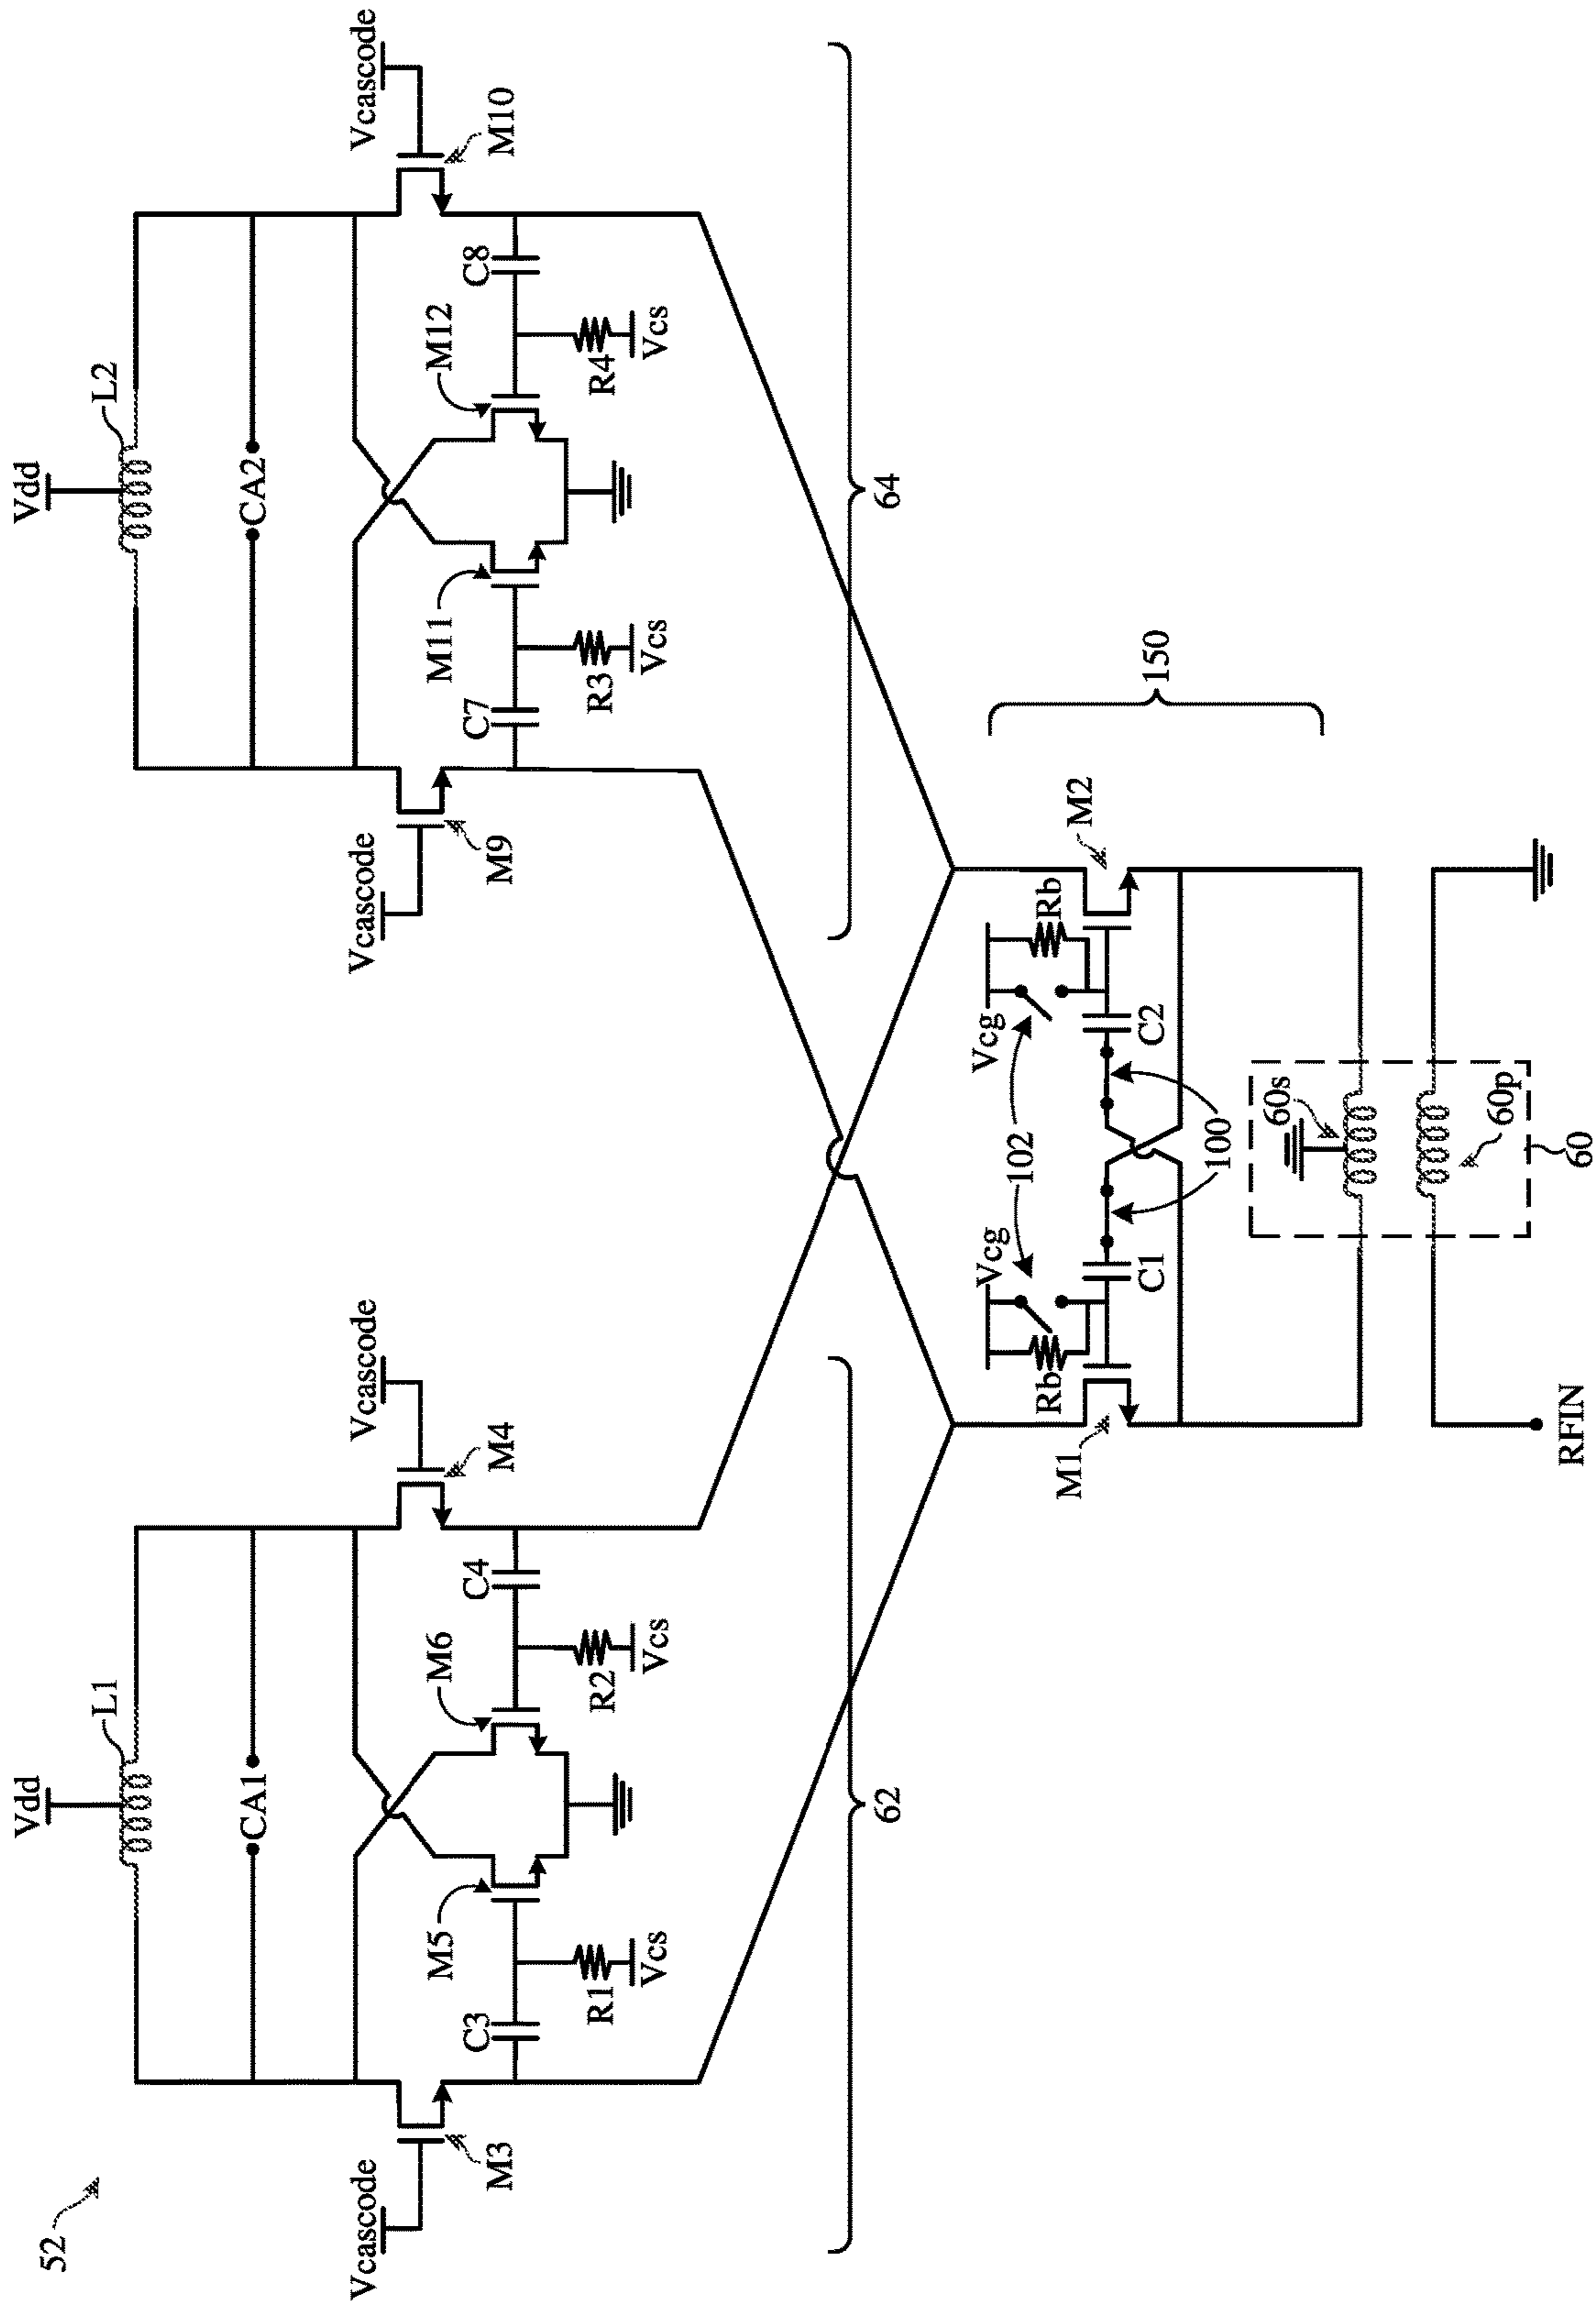 52
Vdd
Vdd
L1
L2
CA1
CA2
Vcascode
Vcascode
Vcascode
Vcascode
M3
M4
M9
M10
C3
M5
M6
C4
C7
M11
M12
C8
R1
R2
R3
R4
Vcs
Vcs
Vcs
Vcs
62
64
Vcg
Vcg
102
Rb
Rb
M1
M2
C1
C2
100
150
60s
60p
60
RFIN